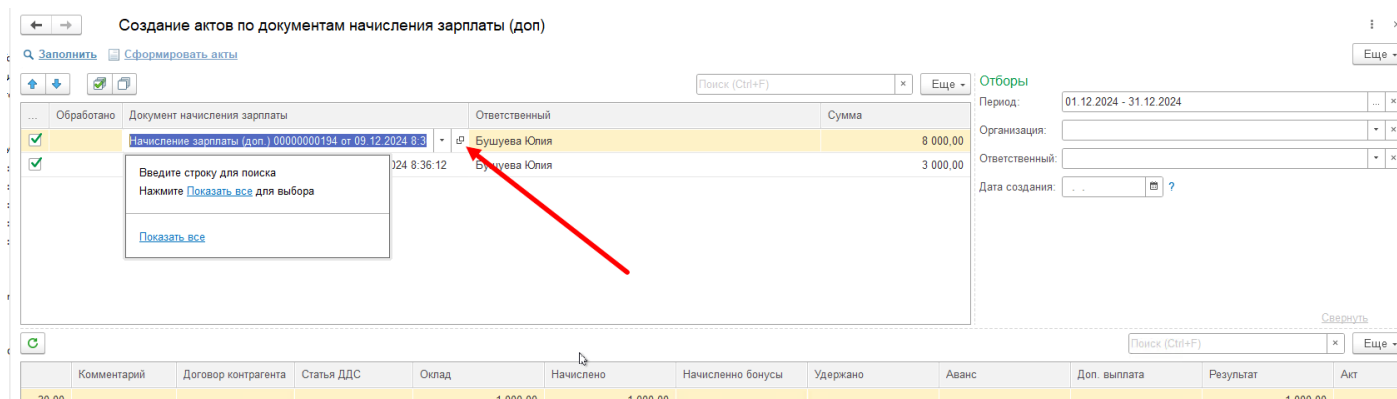 Создание актов по документам начисления зарплаты (доп)
Заполнить Сформировать акты Еще
Поиск (Ctrl+F) × Еще Отборы
Период: 01.12.2024 - 31.12.2024 ... ×
... Обработано Документ начисления зарплаты Ответственный Сумма
Организация: ×
Начисление зарплаты (доп.) 00000000194 от 09.12.2024 8:3 Бушуева Юлия 8 000,00
Ответственный: ×
24 8:36:12 Бушуева Юлия 3 000,00
Введите строку для поиска
Нажмите Показать все для выбора
Дата создания: . . ?
Показать все
Свернуть
Поиск (Ctrl+F) × Еще
Комментарий Договор контрагента Статья ДДС Оклад Начислено Начисленно бонусы Удержано Аванс Доп. выплата Результат Акт